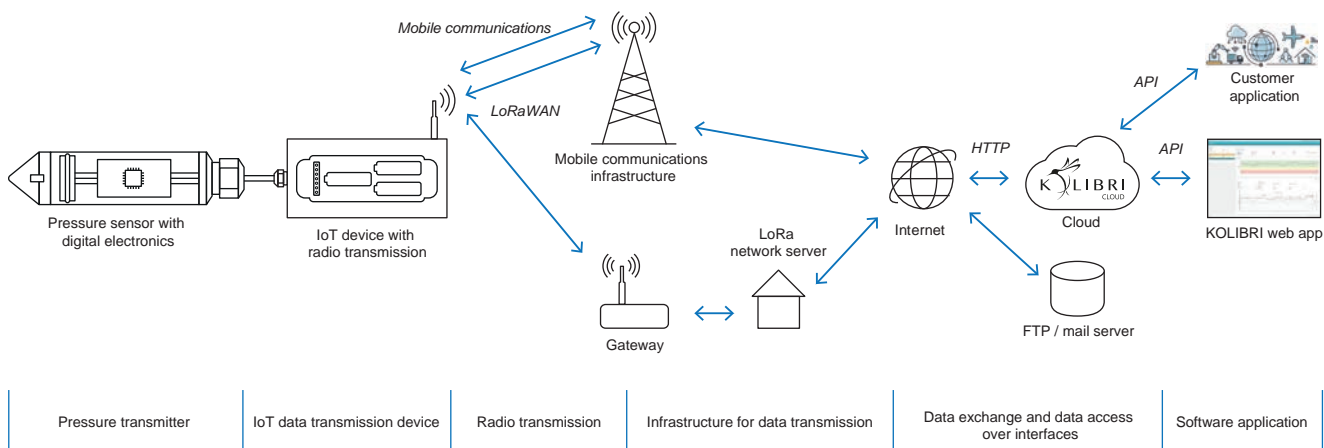 Mobile communications
LoRaWAN
Pressure sensor with
digital electronics
IoT device with
radio transmission
Mobile communications
infrastructure
Gateway
LoRa
network server
Internet
HTTP
KOLIBRI
CLOUD
Cloud
FTP / mail server
API
Customer
application
API
KOLIBRI web app
Pressure transmitter
IoT data transmission device
Radio transmission
Infrastructure for data transmission
Data exchange and data access
over interfaces
Software application